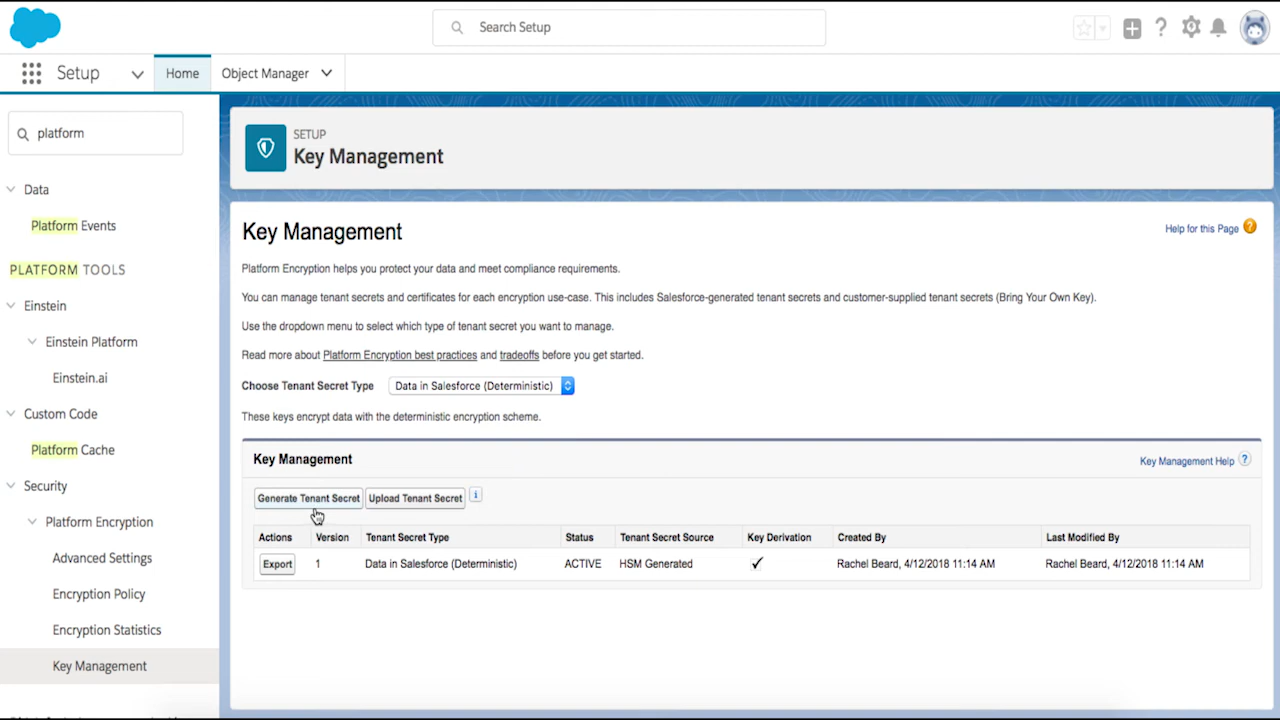 Search Setup
Setup
Home
Object Manager
platform
Data
Platform Events
PLATFORM TOOLS
Einstein
Einstein Platform
Einstein.ai
Custom Code
Platform Cache
Security
Platform Encryption
Advanced Settings
Encryption Policy
Encryption Statistics
Key Management
SETUP
Key Management
Key Management
Help for this Page ?
Platform Encryption helps you protect your data and meet compliance requirements.
You can manage tenant secrets and certificates for each encryption use-case. This includes Salesforce-generated tenant secrets and customer-supplied tenant secrets (Bring Your Own Key).
Use the dropdown menu to select which type of tenant secret you want to manage.
Read more about Platform Encryption best practices and tradeoffs before you get started.
Choose Tenant Secret Type Data in Salesforce (Deterministic)
These keys encrypt data with the deterministic encryption scheme.
Key Management
Key Management Help ?
Generate Tenant Secret Upload Tenant Secret i
Actions Version Tenant Secret Type Status Tenant Secret Source Key Derivation Created By Last Modified By
Export 1 Data in Salesforce (Deterministic) ACTIVE HSM Generated ✓ Rachel Beard, 4/12/2018 11:14 AM Rachel Beard, 4/12/2018 11:14 AM